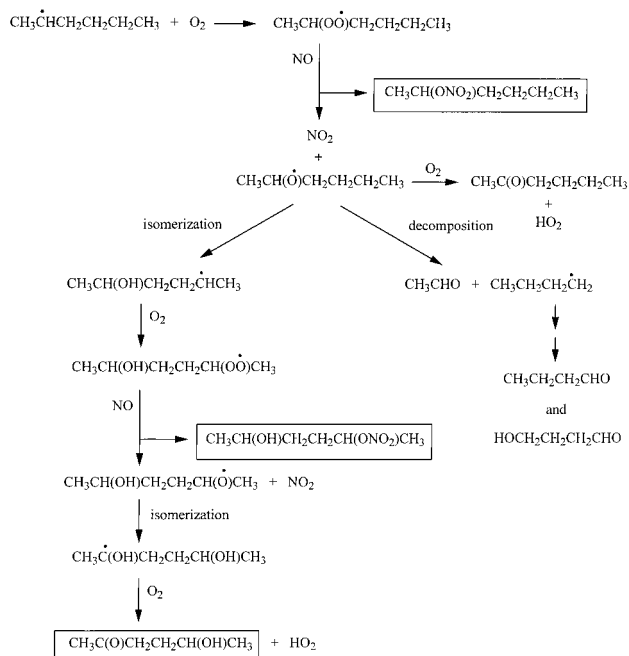 CH₃ĊHCH₂CH₂CH₂CH₃ + O₂ → CH₃CH(OȮ)CH₂CH₂CH₂CH₃
NO
CH₃CH(ONO₂)CH₂CH₂CH₂CH₃
NO₂
+
CH₃CH(Ȯ)CH₂CH₂CH₂CH₃ O₂ → CH₃C(O)CH₂CH₂CH₂CH₃
+
HO₂
isomerization decomposition
CH₃CH(OH)CH₂CH₂ĊHCH₃ CH₃CHO + CH₃CH₂CH₂ĊH₂
O₂
CH₃CH(OH)CH₂CH₂CH(OȮ)CH₃ CH₃CH₂CH₂CHO
NO and
CH₃CH(OH)CH₂CH₂CH(ONO₂)CH₃ HOCH₂CH₂CH₂CHO
CH₃CH(OH)CH₂CH₂CH(Ȯ)CH₃ + NO₂
isomerization
CH₃Ċ(OH)CH₂CH₂CH(OH)CH₃
O₂
CH₃C(O)CH₂CH₂CH(OH)CH₃ + HO₂